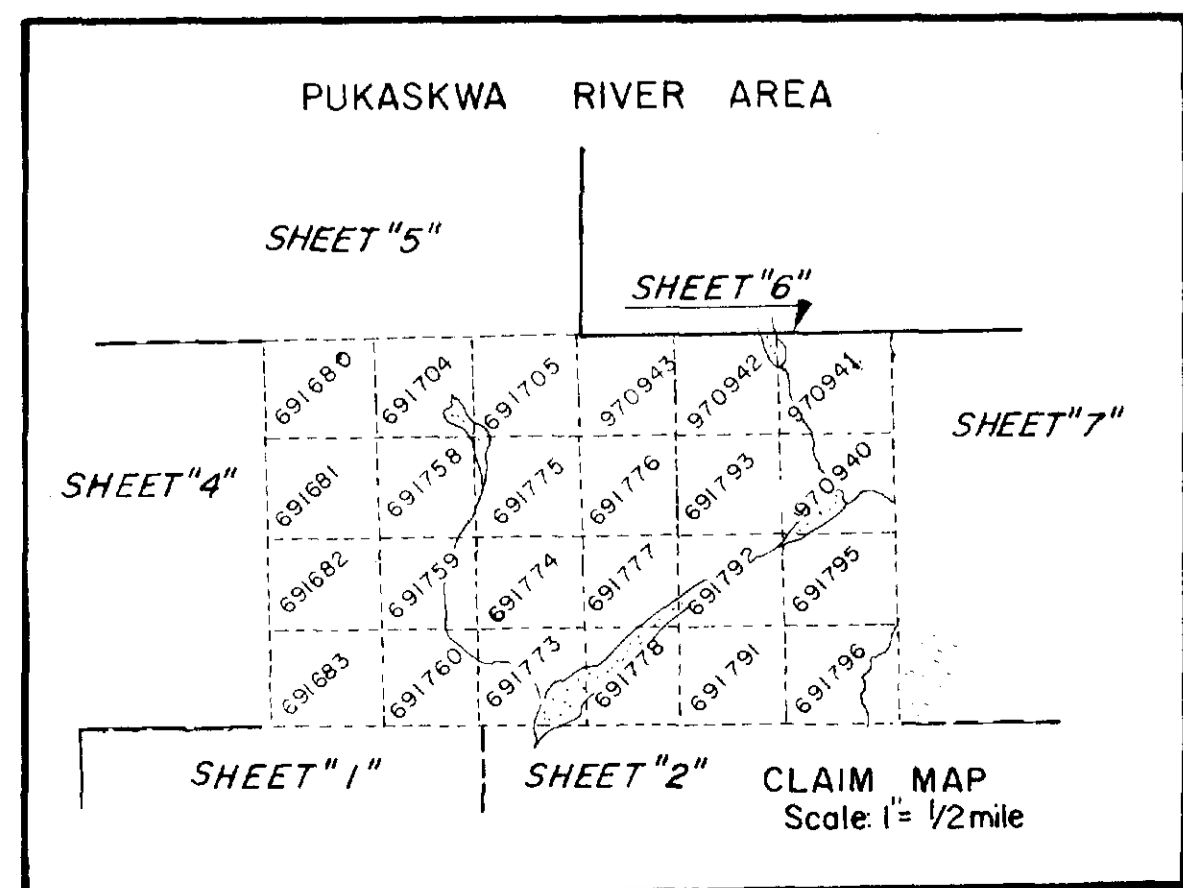 PUKASKWA RIVER AREA
SHEET "5"
SHEET "6"
691680 691704 691705 970943 970942 970941
SHEET "7"
SHEET "4"
691681 691758 691775 691776 691793 970940
691682 691759 691774 691777 691792 691795
691683 691760 691773 691778 691791 691796
SHEET "1"
SHEET "2"
CLAIM MAP
Scale: 1" = 1/2 mile